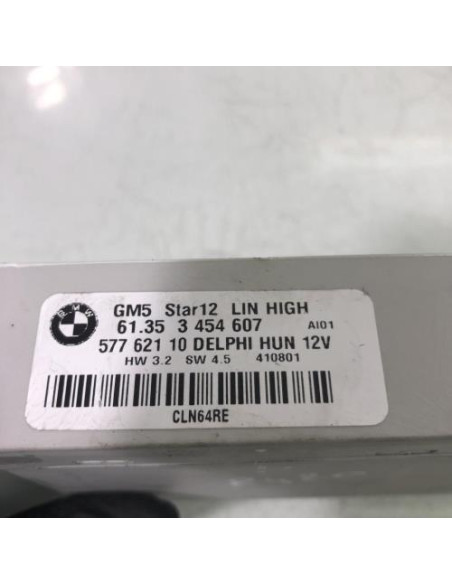 BMW
GM5 Star12 LIN HIGH
61.35 3 454 607 AI01
577 621 10 DELPHI HUN 12V
HW 3.2 SW 4.5 410801
CLN64RE